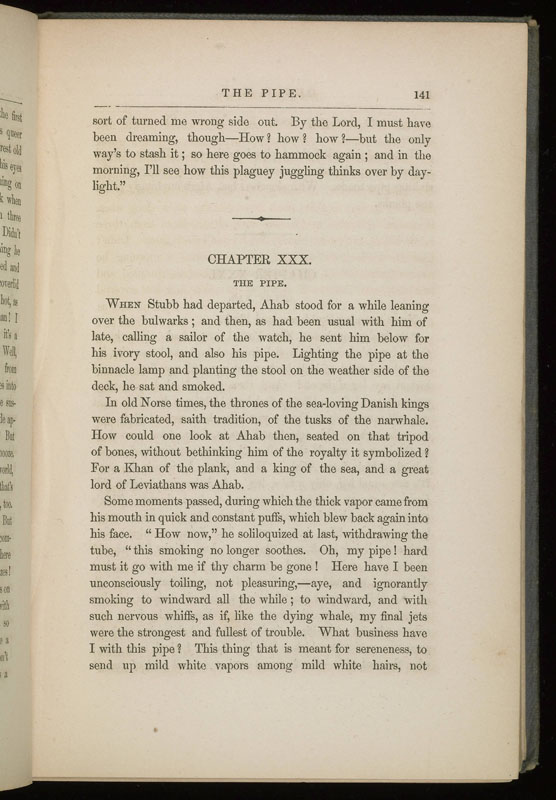 THE PIPE. 141
sort of turned me wrong side out. By the Lord, I must have
been dreaming, though—How? how? how?—but the only
way's to stash it; so here goes to hammock again; and in the
morning, I'll see how this plaguey juggling thinks over by day-
light."
CHAPTER XXX.
THE PIPE.
WHEN Stubb had departed, Ahab stood for a while leaning
over the bulwarks; and then, as had been usual with him of
late, calling a sailor of the watch, he sent him below for
his ivory stool, and also his pipe. Lighting the pipe at the
binnacle lamp and planting the stool on the weather side of the
deck, he sat and smoked.
In old Norse times, the thrones of the sea-loving Danish kings
were fabricated, saith tradition, of the tusks of the narwhale.
How could one look at Ahab then, seated on that tripod
of bones, without bethinking him of the royalty it symbolized?
For a Khan of the plank, and a king of the sea, and a great
lord of Leviathans was Ahab.
Some moments passed, during which the thick vapor came from
his mouth in quick and constant puffs, which blew back again into
his face. "How now," he soliloquized at last, withdrawing the
tube, "this smoking no longer soothes. Oh, my pipe! hard
must it go with me if thy charm be gone! Here have I been
unconsciously toiling, not pleasuring,—aye, and ignorantly
smoking to windward all the while; to windward, and with
such nervous whiffs, as if, like the dying whale, my final jets
were the strongest and fullest of trouble. What business have
I with this pipe? This thing that is meant for sereneness, to
send up mild white vapors among mild white hairs, not